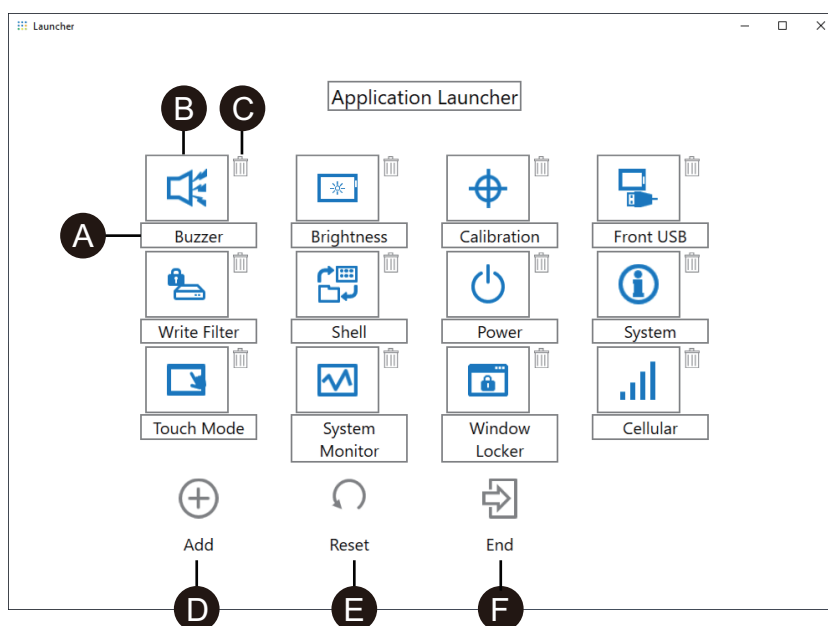 Launcher
Application Launcher
B
C
A
Buzzer
Brightness
Calibration
Front USB
Write Filter
Shell
Power
System
Touch Mode
System
Monitor
Window
Locker
Cellular
Add
Reset
End
D
E
F